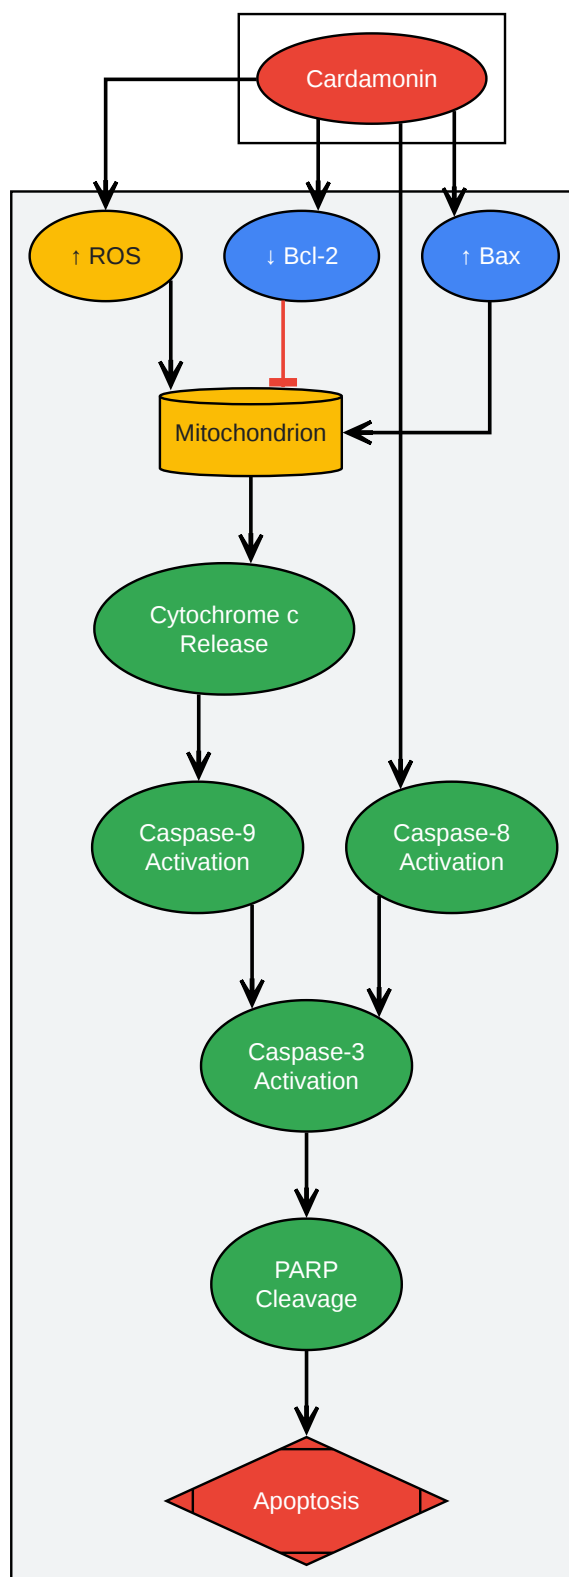 Cardamonin
↑ ROS
↓ Bcl-2
↑ Bax
Mitochondrion
Cytochrome c
Release
Caspase-9
Activation
Caspase-8
Activation
Caspase-3
Activation
PARP
Cleavage
Apoptosis